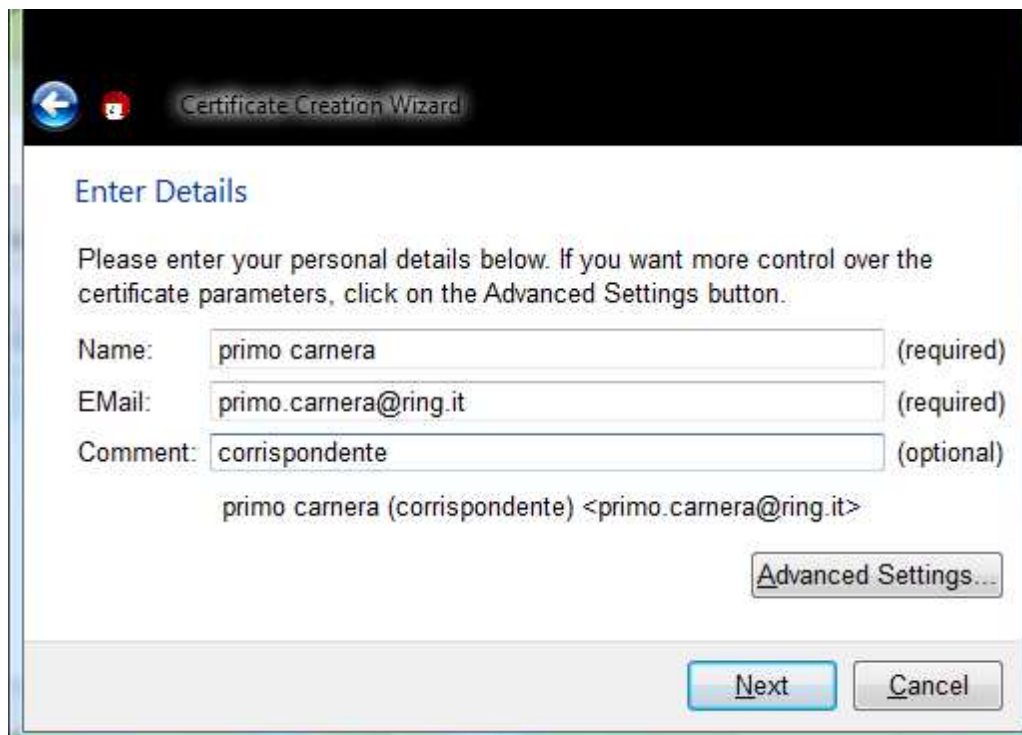 Certificate Creation Wizard
Enter Details
Please enter your personal details below. If you want more control over the
certificate parameters, click on the Advanced Settings button.
Name: primo carnera (required)
EMail: primo.carnera@ring.it (required)
Comment: corrispondente (optional)
primo carnera (corrispondente) <primo.carnera@ring.it>
Advanced Settings...
Next Cancel